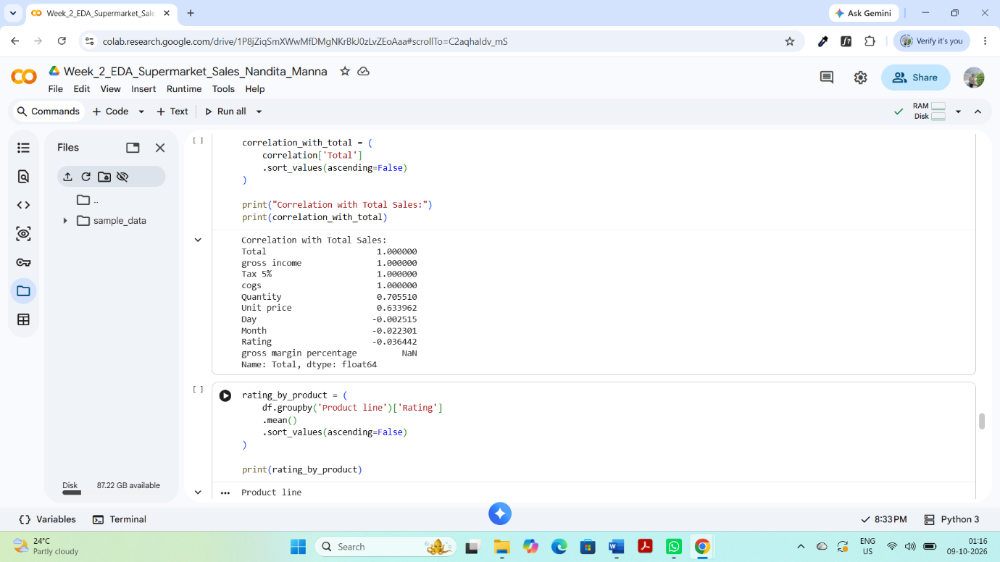 Week_2_EDA_Supermarket_Sale
Ask Gemini
colab.research.google.com/drive/1P8jZiqSmXWwMfDMgNKrBkJ0zLvZEoAaa#scrollTo=C2aqhaIdv_mS
Verify it's you
Week_2_EDA_Supermarket_Sales_Nandita_Manna
File Edit View Insert Runtime Tools Help
Share
Commands + Code + Text Run all
RAM
Disk
Files
..
sample_data
Disk 87.22 GB available
[ ]
correlation_with_total = (
    correlation['Total']
    .sort_values(ascending=False)
)
print("Correlation with Total Sales:")
print(correlation_with_total)
Correlation with Total Sales:
Total 1.000000
gross income 1.000000
Tax 5% 1.000000
cogs 1.000000
Quantity 0.705510
Unit price 0.633962
Day -0.002515
Month -0.022301
Rating -0.036442
gross margin percentage NaN
Name: Total, dtype: float64
[ ]
rating_by_product = (
    df.groupby('Product line')['Rating']
    .mean()
    .sort_values(ascending=False)
)
print(rating_by_product)
... Product line
{} Variables Terminal
8:33 PM Python 3
24°C
Partly cloudy
Search
ENG
US
01:16
09-10-2026